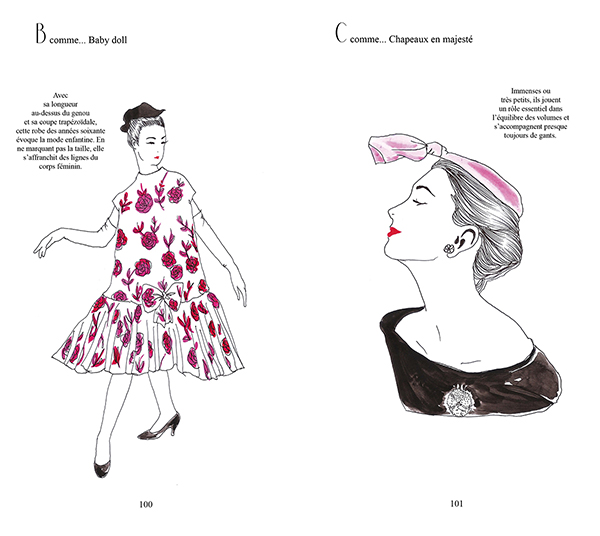 B comme... Baby doll
Avec
sa longueur
au-dessus du genou
et sa coupe trapézoïdale,
cette robe des années soixante
évoque la mode enfantine. En
ne marquant pas la taille, elle
s'affranchit des lignes du
corps féminin.
100
C comme... Chapeaux en majesté
Immenses ou
très petits, ils jouent
un rôle essentiel dans
l'équilibre des volumes et
s'accompagnent presque
toujours de gants.
101